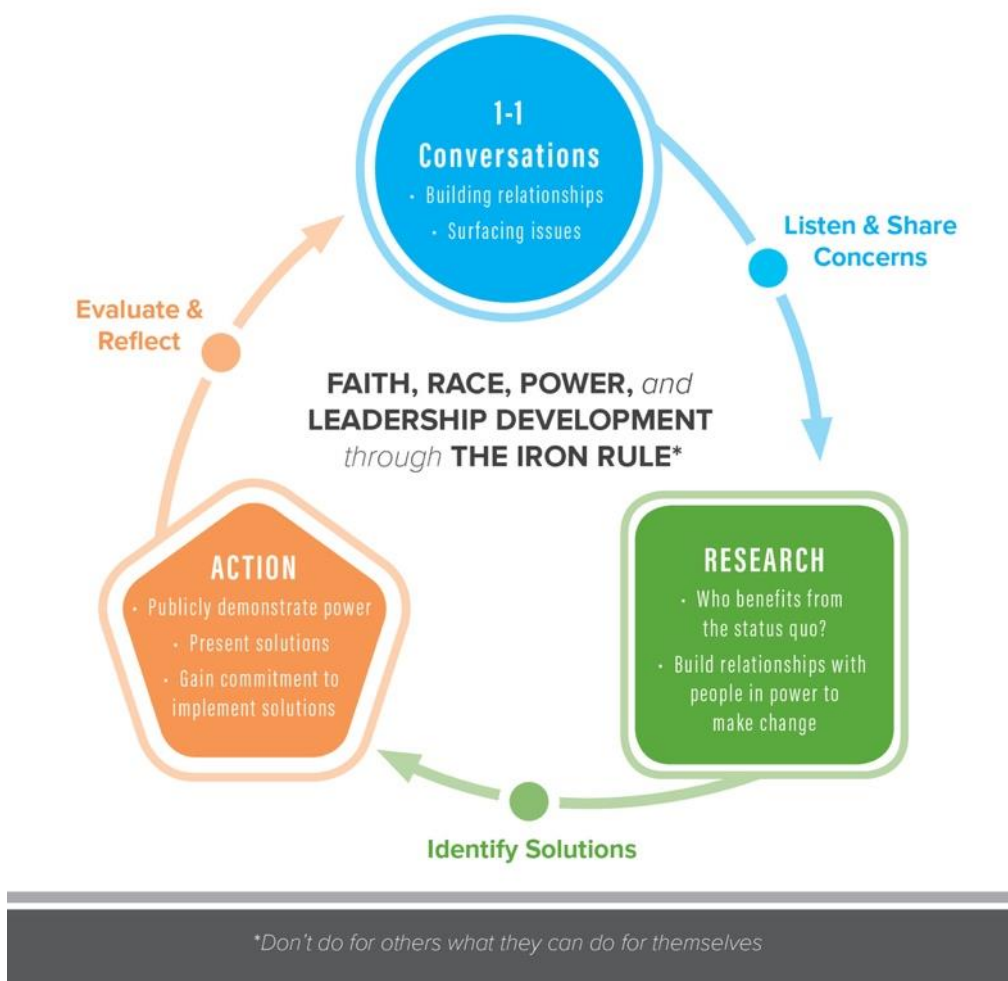 1-1
Conversations
• Building relationships
• Surfacing issues
Listen & Share
Concerns
Evaluate &
Reflect
FAITH, RACE, POWER, and
LEADERSHIP DEVELOPMENT
through THE IRON RULE*
RESEARCH
• Who benefits from
the status quo?
• Build relationships with
people in power to
make change
ACTION
• Publicly demonstrate power
• Present solutions
• Gain commitment to
implement solutions
Identify Solutions
*Don't do for others what they can do for themselves